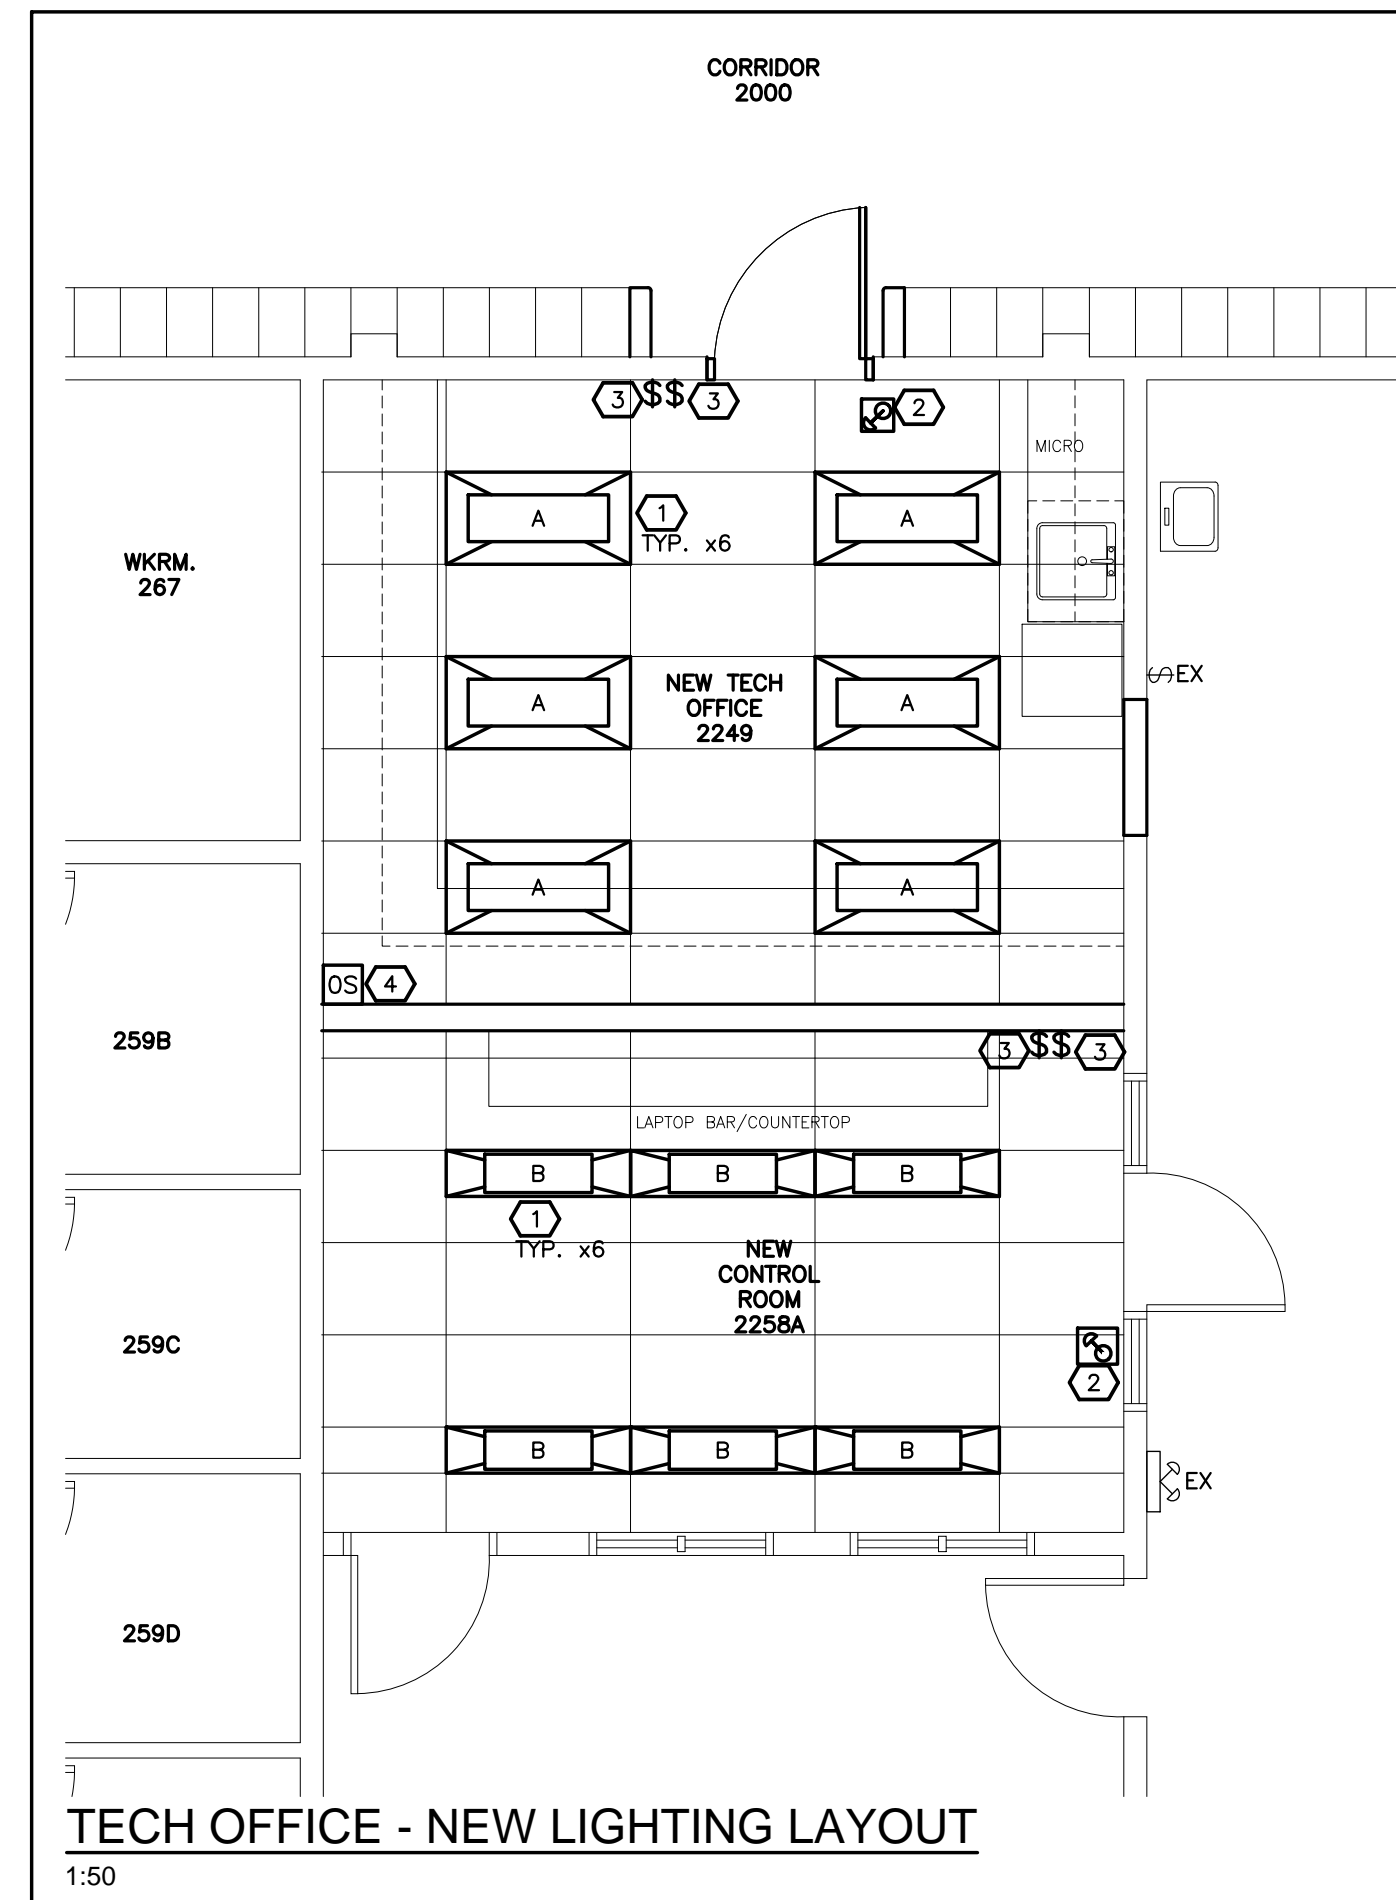 CORRIDOR
2000
3 $$ 3
2
MICRO
A
1
A
TYP. x6
WKRM.
267
EX
A
NEW TECH
OFFICE
2249
A
A
A
OS 4
259B
3 $$ 3
LAPTOP BAR/COUNTERTOP
B
B
B
1
TYP. x6
NEW
CONTROL
ROOM
2258A
259C
2
B
B
B
EX
259D
TECH OFFICE - NEW LIGHTING LAYOUT
1:50